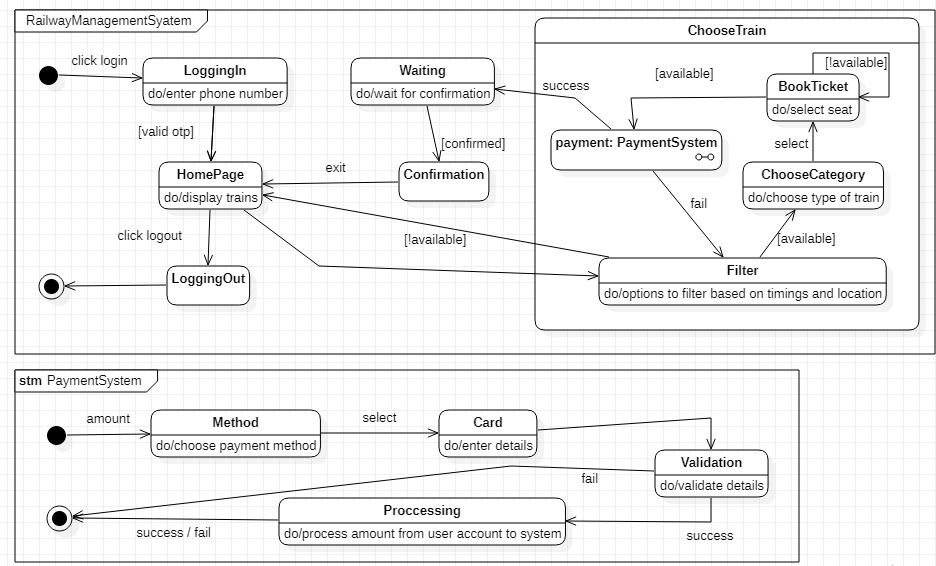 RailwayManagementSyatem
ChooseTrain
click login
LoggingIn
do/enter phone number
Waiting
do/wait for confirmation
success
[available]
[!available]
BookTicket
do/select seat
[valid otp]
[confirmed]
payment: PaymentSystem
select
HomePage
do/display trains
exit
Confirmation
ChooseCategory
do/choose type of train
fail
click logout
[!available]
[available]
LoggingOut
Filter
do/options to filter based on timings and location
stm PaymentSystem
amount
Method
do/choose payment method
select
Card
do/enter details
Validation
do/validate details
fail
Proccessing
do/process amount from user account to system
success / fail
success